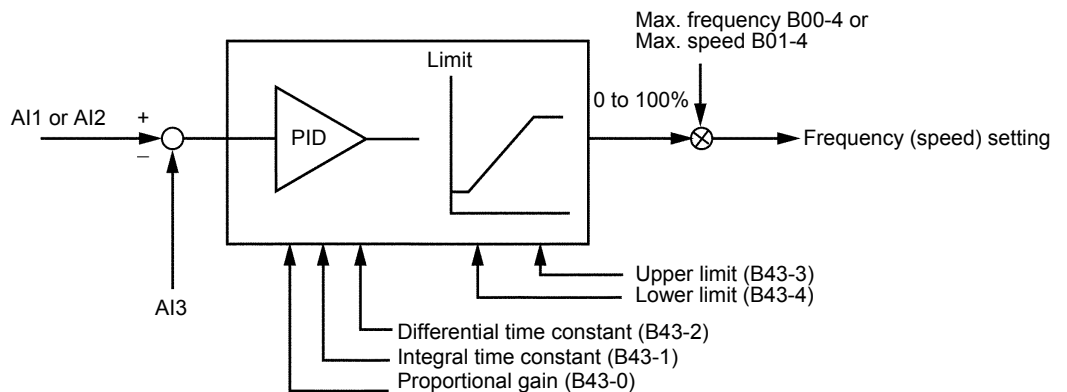 Max. frequency B00-4 or
Max. speed B01-4
Limit
0 to 100%
AI1 or AI2
+
−
PID
Frequency (speed) setting
AI3
Upper limit (B43-3)
Lower limit (B43-4)
Differential time constant (B43-2)
Integral time constant (B43-1)
Proportional gain (B43-0)